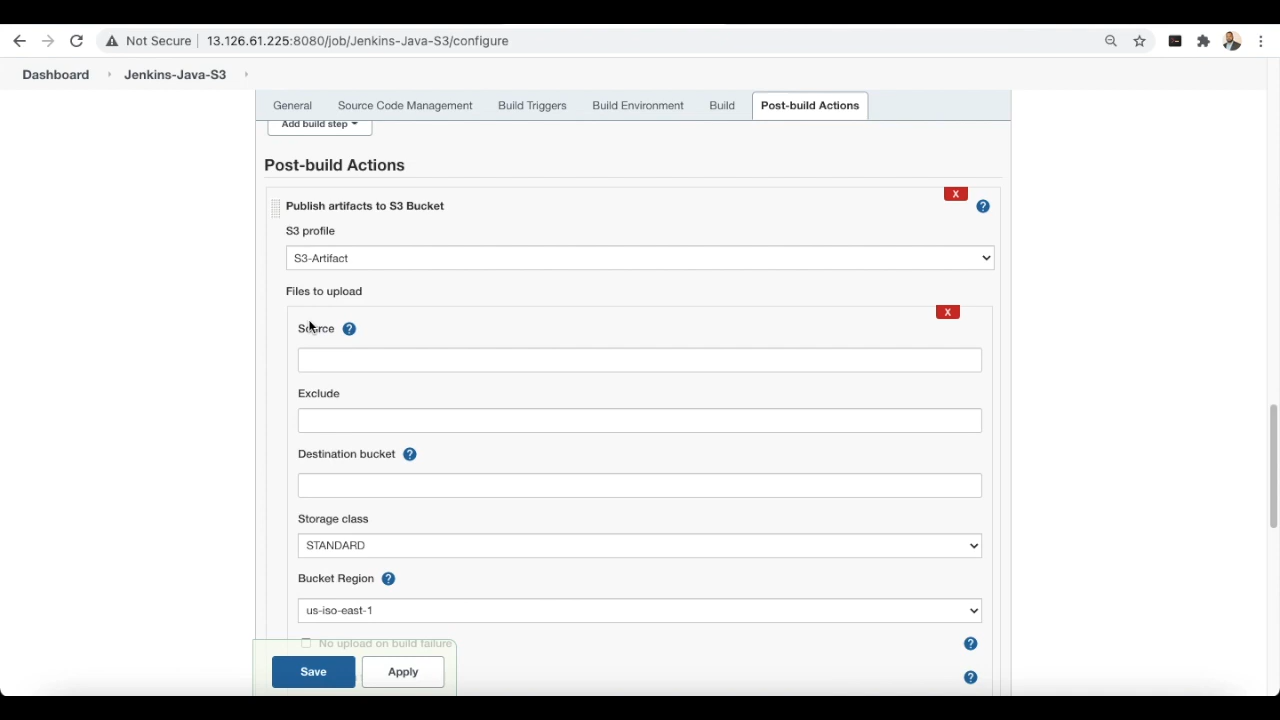 Not Secure 13.126.61.225:8080/job/Jenkins-Java-S3/configure
Dashboard Jenkins-Java-S3
General Source Code Management Build Triggers Build Environment Build Post-build Actions
Add build step
Post-build Actions
X
Publish artifacts to S3 Bucket ?
S3 profile
S3-Artifact
Files to upload
X
Source ?
Exclude
Destination bucket ?
Storage class
STANDARD
Bucket Region ?
us-iso-east-1
No upload on build failure ?
Save Apply ?